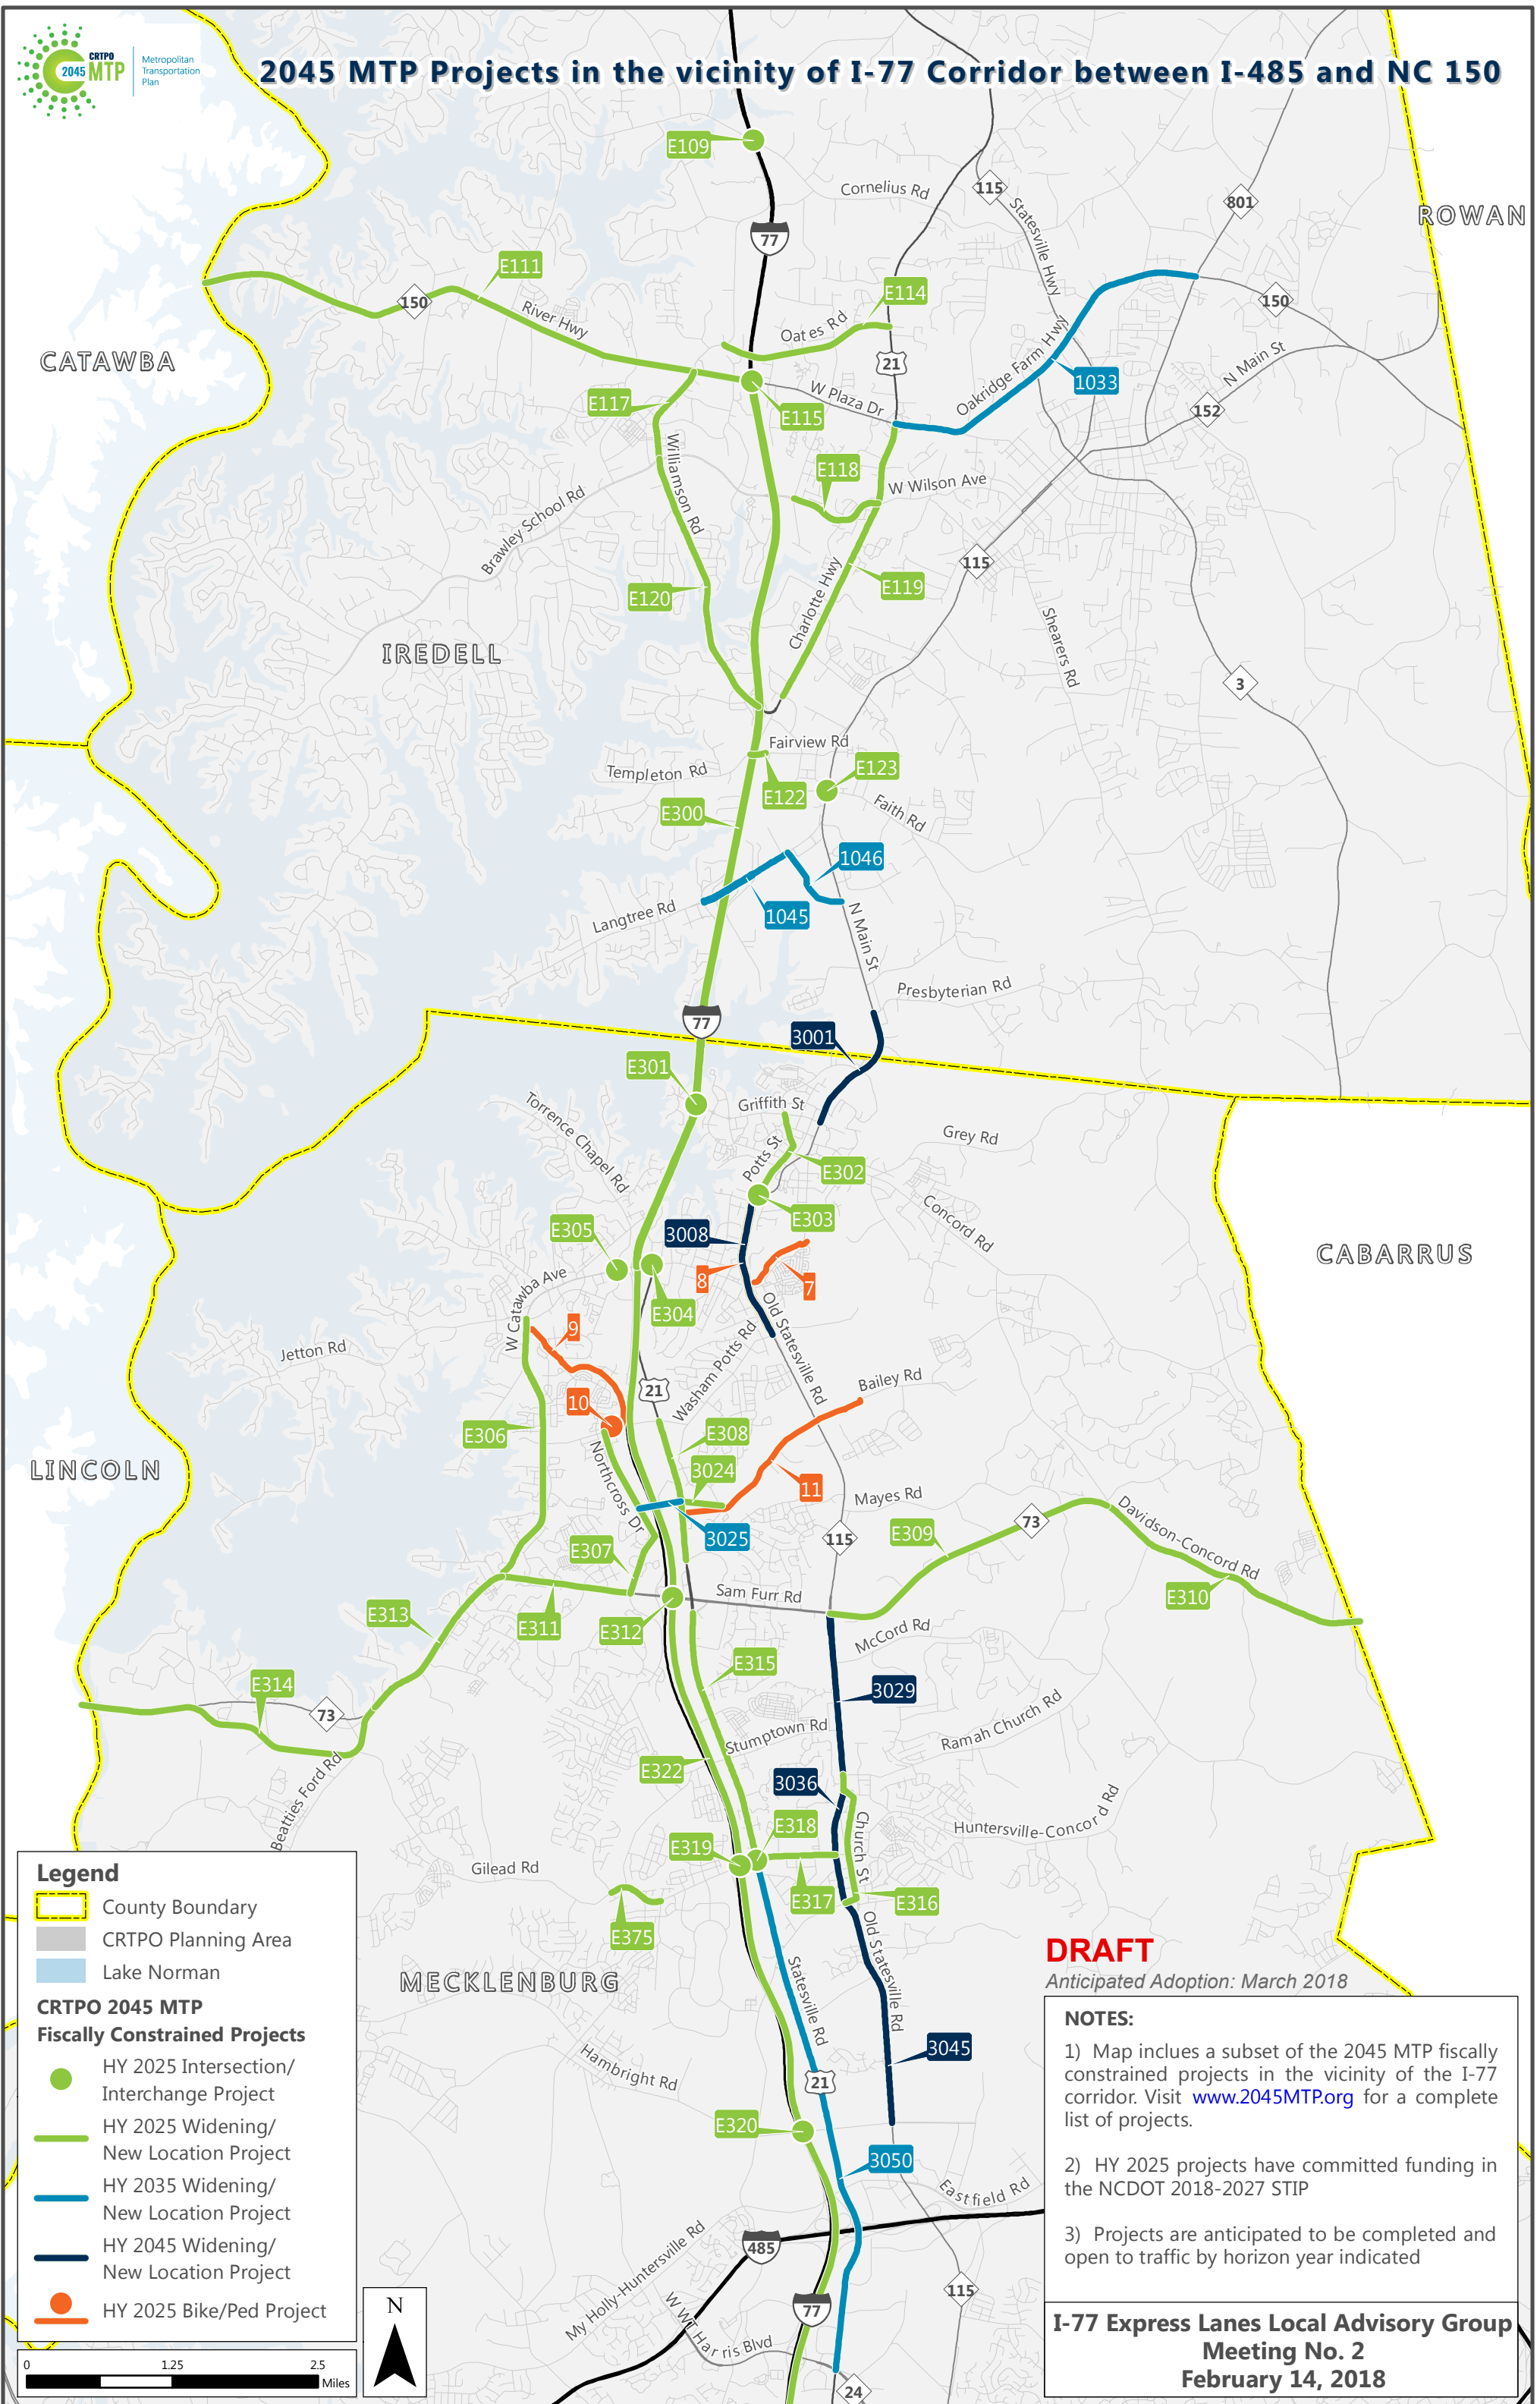 CRTPO
2045 MTP
Metropolitan
Transportation
Plan
2045 MTP Projects in the vicinity of I-77 Corridor between I-485 and NC 150
E109
Cornelius Rd
115
Statesville Hwy
801
ROWAN
77
E111
150
River Hwy
E114
Oates Rd
150
CATAWBA
21
Oakridge Farm Hwy
1033
N Main St
152
E117
W Plaza Dr
E115
Williamson Rd
E118
W Wilson Ave
Brawley School Rd
115
E120
E119
Charlotte Hwy
Shearers Rd
IREDELL
3
Fairview Rd
Templeton Rd
E123
E122
E300
Faith Rd
1046
1045
Langtree Rd
N Main St
Presbyterian Rd
77
3001
E301
Torrence Chapel Rd
Griffith St
Grey Rd
Potts St
E302
E303
Concord Rd
E305
3008
CABARRUS
8
7
W Catawba Ave
E304
Old Statesville Rd
9
Jetton Rd
Washam Potts Rd
21
Bailey Rd
10
E306
E308
Northcross Dr
3024
LINCOLN
11
Mayes Rd
3025
115
73
Davidson-Concord Rd
E309
E307
E310
Sam Furr Rd
E313
E311
E312
McCord Rd
E315
E314
73
3029
Ramah Church Rd
Stumptown Rd
E322
3036
Beatties Ford Rd
Church St
Huntersville-Concord Rd
E318
E319
Gilead Rd
E317
E316
E375
Old Statesville Rd
MECKLENBURG
Statesville Rd
3045
Hambright Rd
21
E320
3050
Eastfield Rd
485
My Holly-Huntersville Rd
115
77
W WT Harris Blvd
24
Legend
County Boundary
CRTPO Planning Area
Lake Norman
CRTPO 2045 MTP
Fiscally Constrained Projects
HY 2025 Intersection/
Interchange Project
HY 2025 Widening/
New Location Project
HY 2035 Widening/
New Location Project
HY 2045 Widening/
New Location Project
HY 2025 Bike/Ped Project
0 1.25 2.5
Miles
N
DRAFT
Anticipated Adoption: March 2018
NOTES:
1) Map inclues a subset of the 2045 MTP fiscally
constrained projects in the vicinity of the I-77
corridor. Visit www.2045MTP.org for a complete
list of projects.
2) HY 2025 projects have committed funding in
the NCDOT 2018-2027 STIP
3) Projects are anticipated to be completed and
open to traffic by horizon year indicated
I-77 Express Lanes Local Advisory Group
Meeting No. 2
February 14, 2018